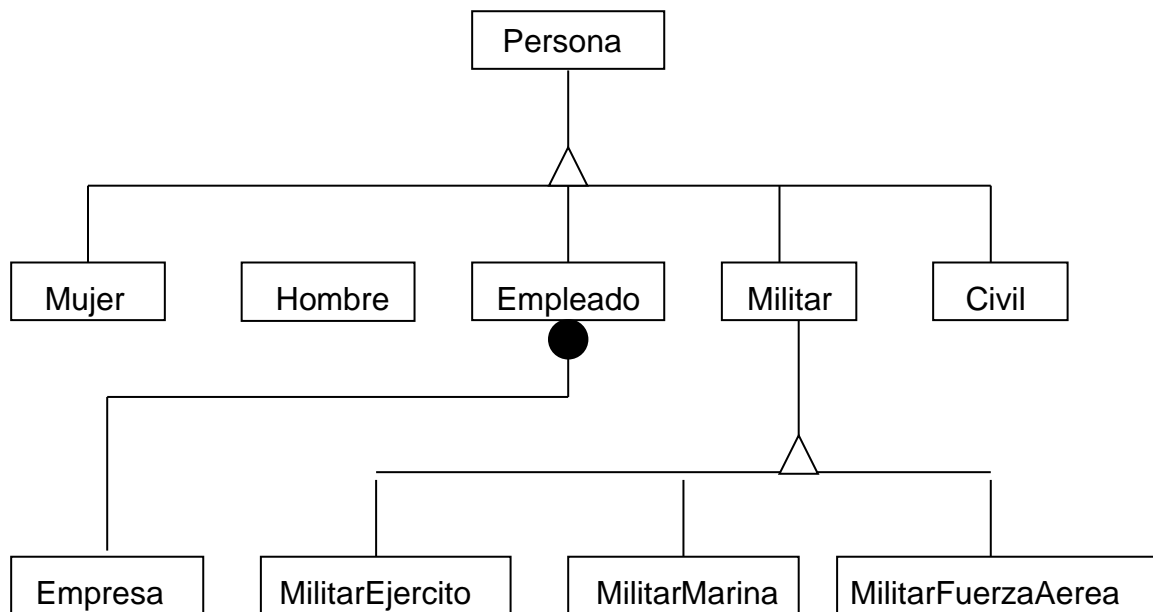 Persona
Mujer
Hombre
Empleado
Militar
Civil
Empresa
MilitarEjercito
MilitarMarina
MilitarFuerzaAerea